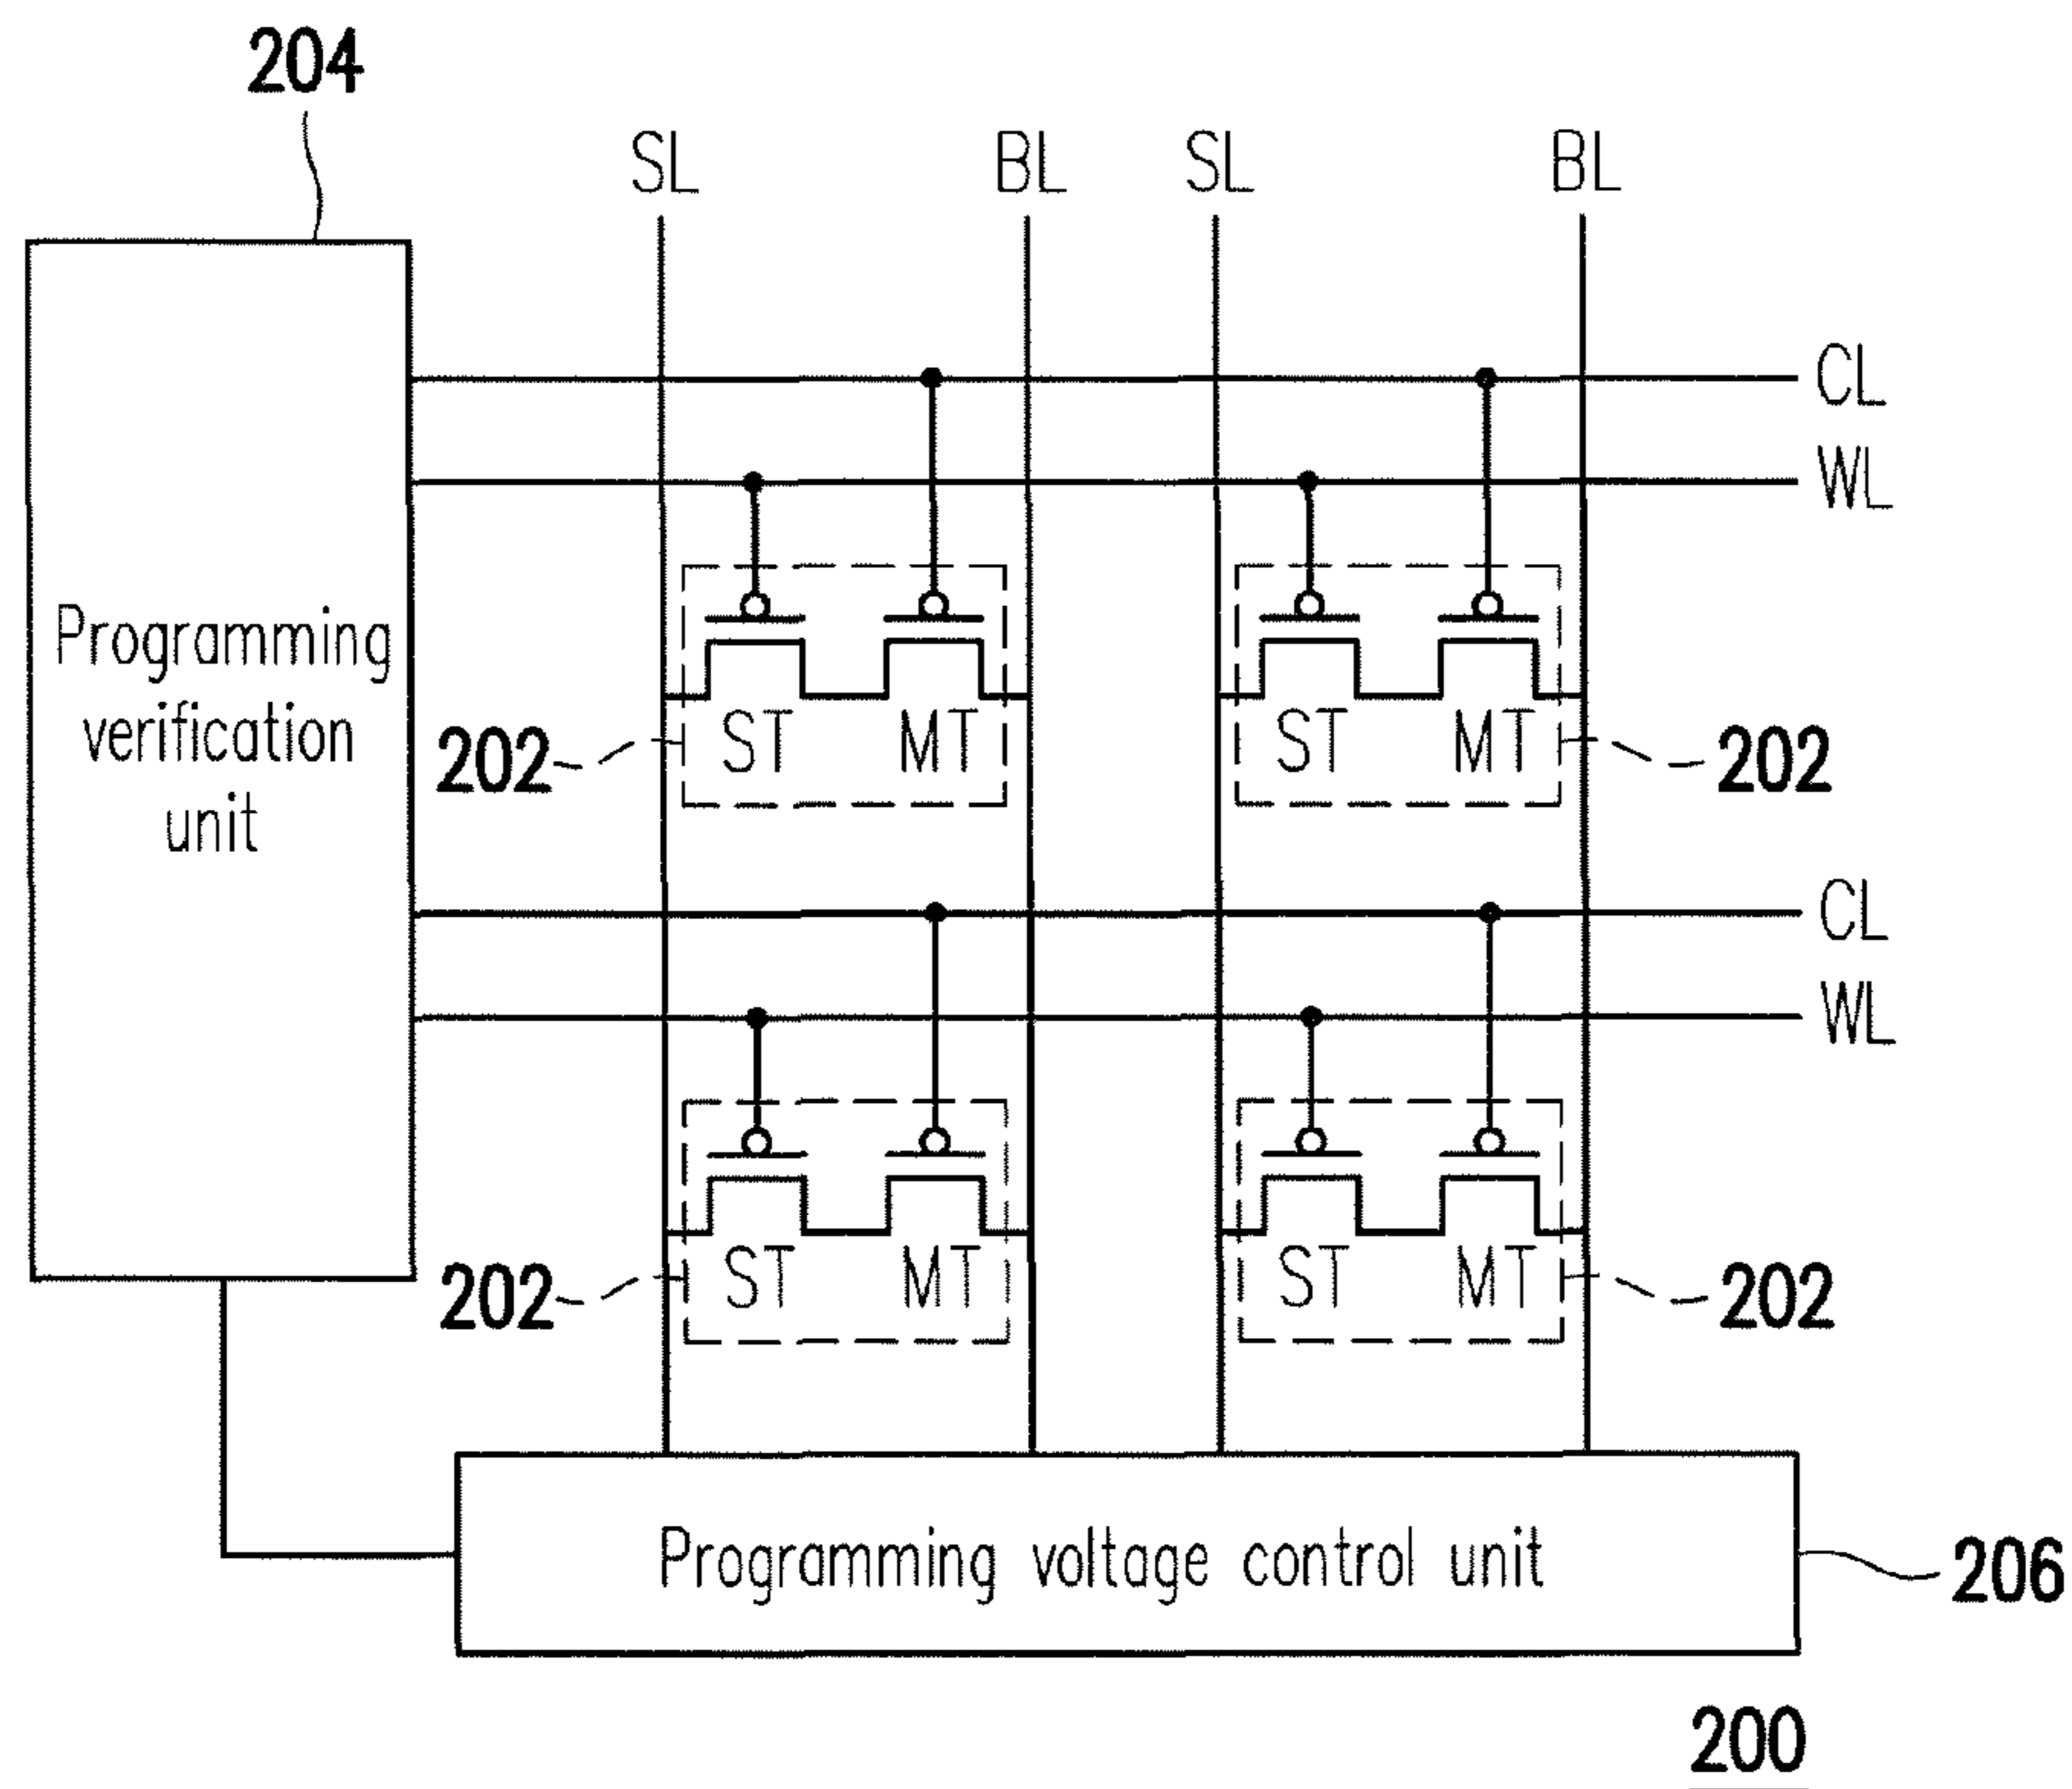 204
SL BL SL BL
CL
WL
Programming
verification
unit
ST MT ST MT
202 202
CL
WL
ST MT ST MT
202 202
Programming voltage control unit
206
200